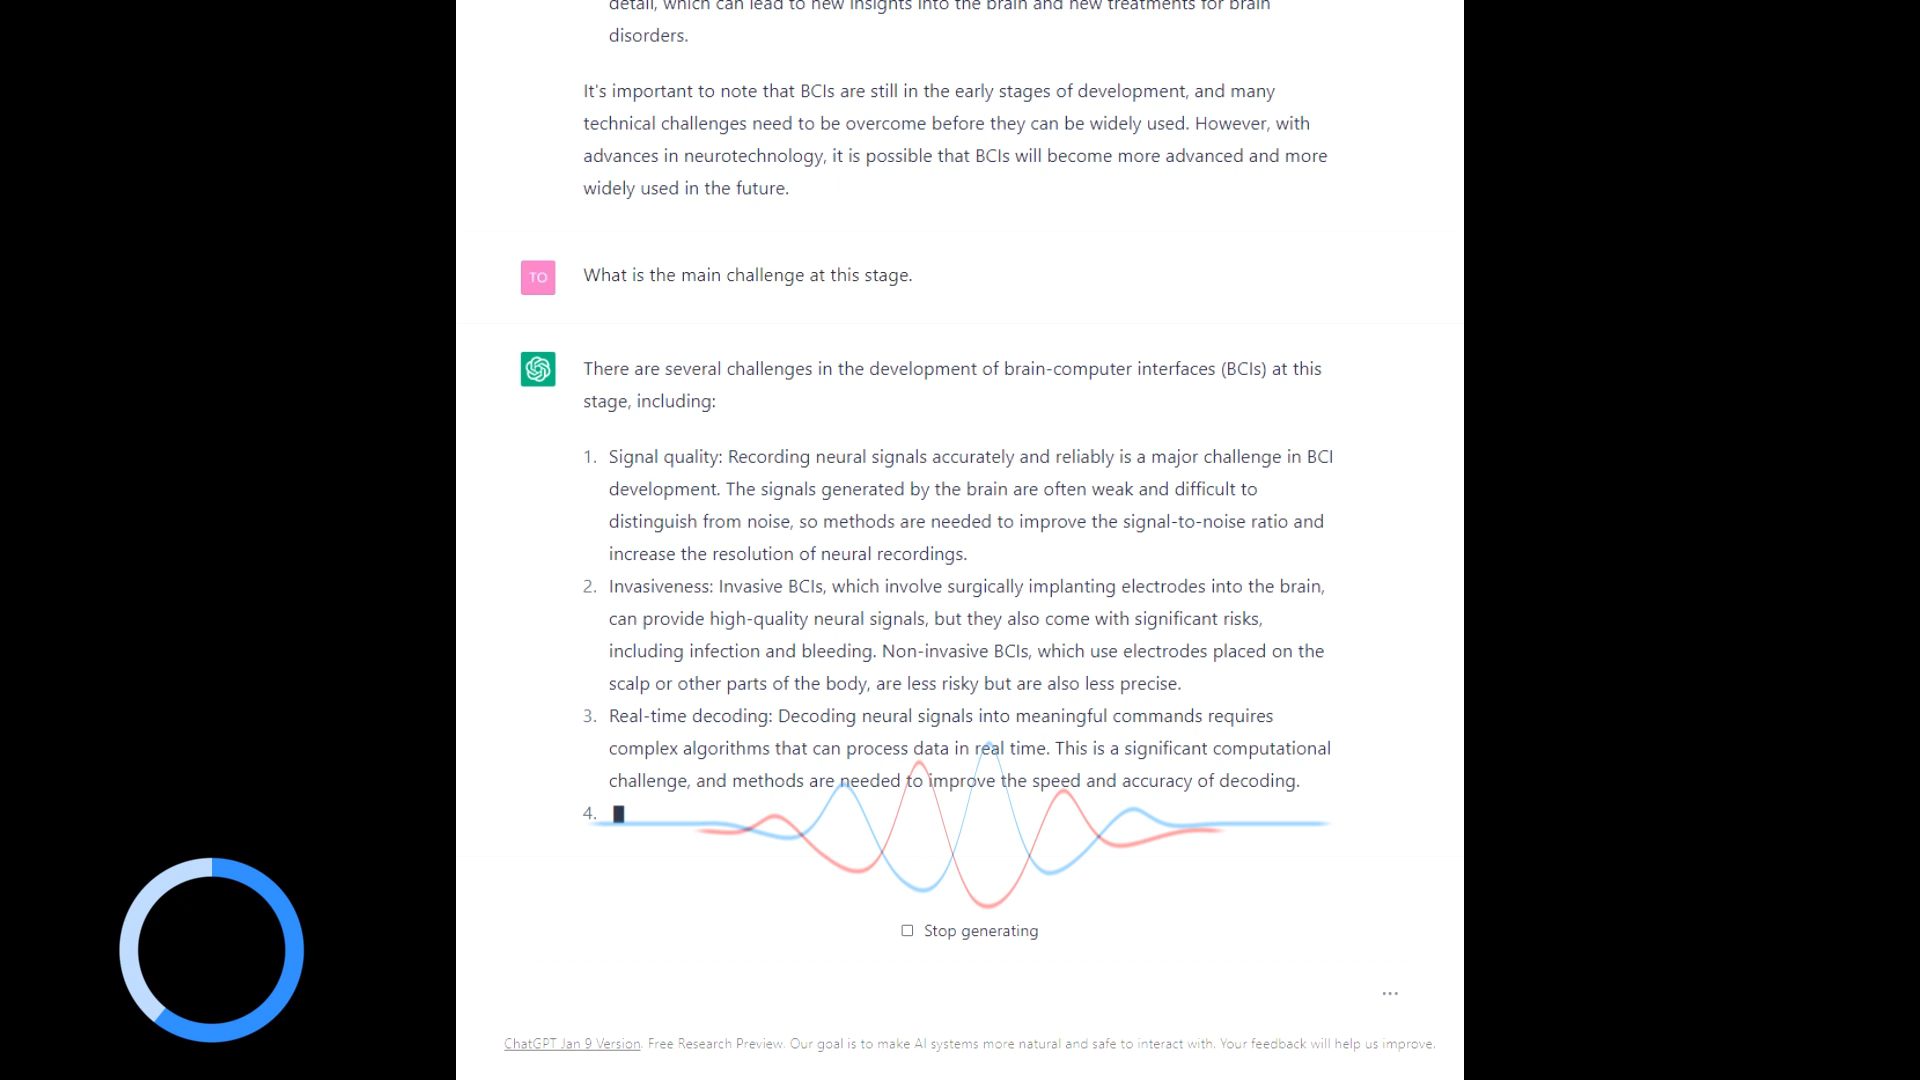 detail, which can lead to new insights into the brain and new treatments for brain
disorders.
It's important to note that BCIs are still in the early stages of development, and many
technical challenges need to be overcome before they can be widely used. However, with
advances in neurotechnology, it is possible that BCIs will become more advanced and more
widely used in the future.
TO
What is the main challenge at this stage.
There are several challenges in the development of brain-computer interfaces (BCIs) at this
stage, including:
1. Signal quality: Recording neural signals accurately and reliably is a major challenge in BCI
development. The signals generated by the brain are often weak and difficult to
distinguish from noise, so methods are needed to improve the signal-to-noise ratio and
increase the resolution of neural recordings.
2. Invasiveness: Invasive BCIs, which involve surgically implanting electrodes into the brain,
can provide high-quality neural signals, but they also come with significant risks,
including infection and bleeding. Non-invasive BCIs, which use electrodes placed on the
scalp or other parts of the body, are less risky but are also less precise.
3. Real-time decoding: Decoding neural signals into meaningful commands requires
complex algorithms that can process data in real time. This is a significant computational
challenge, and methods are needed to improve the speed and accuracy of decoding.
4.
Stop generating
...
ChatGPT Jan 9 Version. Free Research Preview. Our goal is to make AI systems more natural and safe to interact with. Your feedback will help us improve.